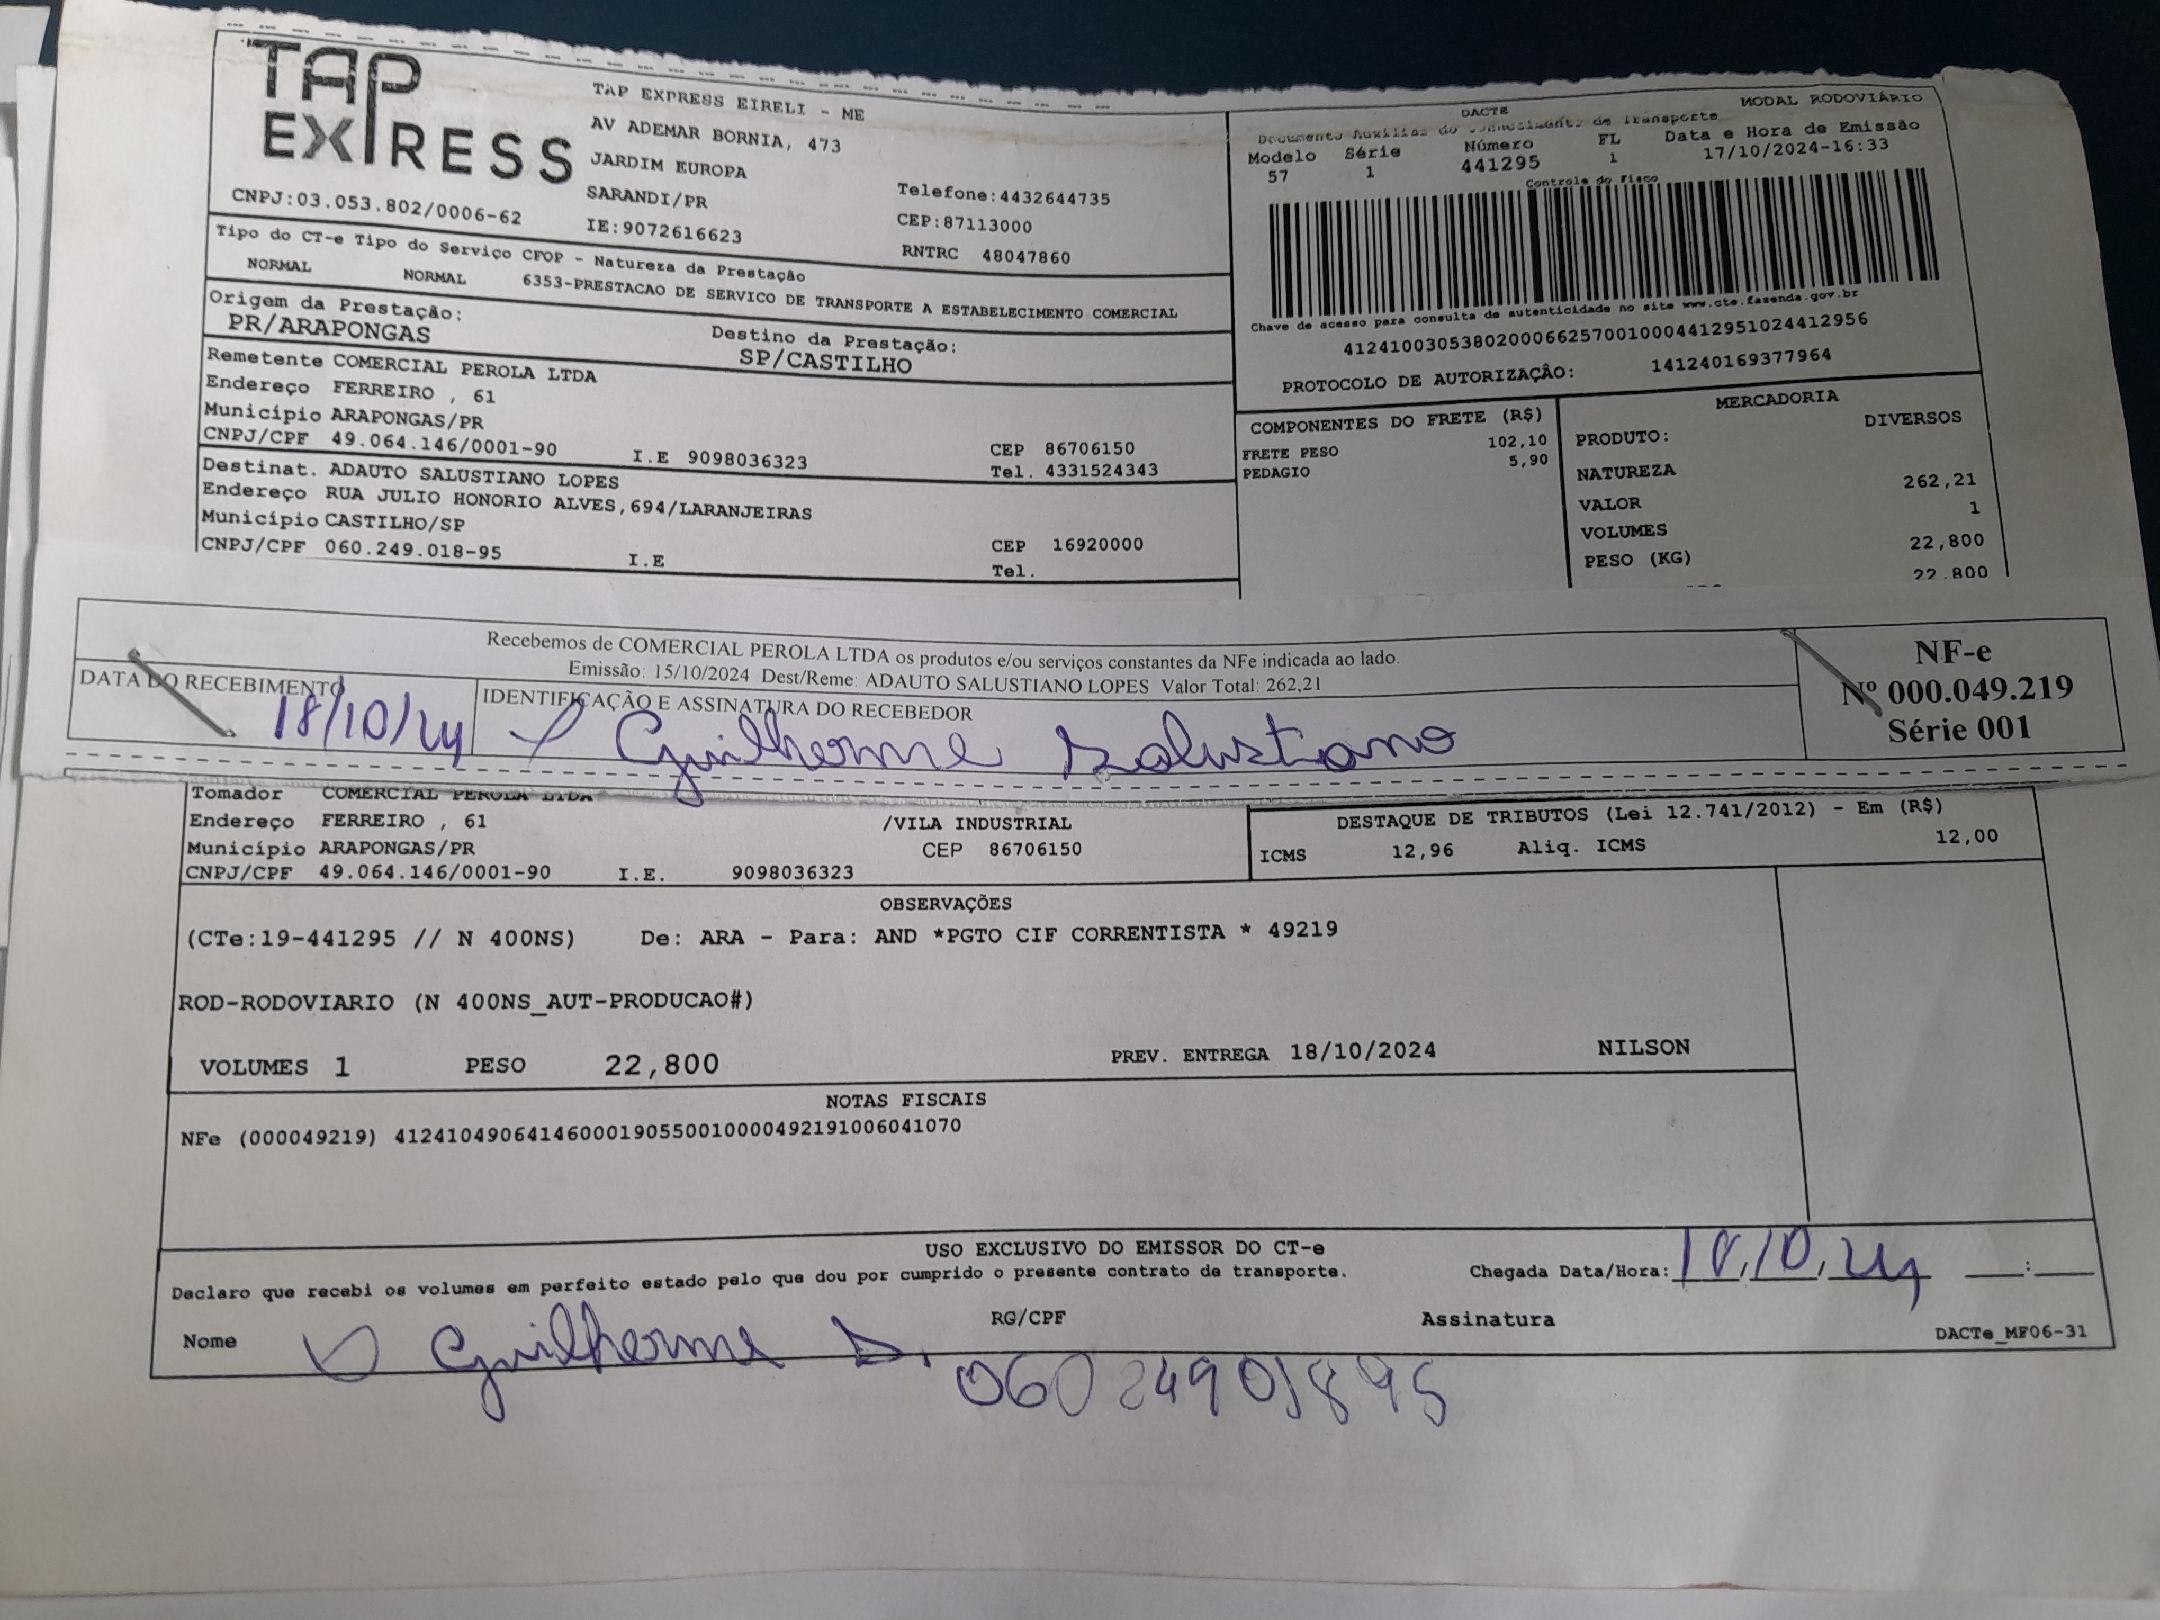 TAP EXPRESS
TAP EXPRESS EIRELI - ME
AV ADEMAR BORNIA, 473
JARDIM EUROPA
SARANDI/PR
Telefone:4432644735
CNPJ:03.053.802/0006-62
IE:9072616623
CEP:87113000
RNTRC 48047860
DACTE MODAL RODOVIÁRIO
Documento Auxiliar do Conhecimento de Transporte
Modelo Série Número FL Data e Hora de Emissão
57 1 441295 1 17/10/2024-16:33
Controle do Fisco
Chave de acesso para consulta de autenticidade no site www.cte.fazenda.gov.br
41241003053802000662570010004412951024412956
PROTOCOLO DE AUTORIZAÇÃO: 141240169377964
Tipo do CT-e Tipo do Serviço CFOP - Natureza da Prestação
NORMAL NORMAL 6353-PRESTACAO DE SERVICO DE TRANSPORTE A ESTABELECIMENTO COMERCIAL
Origem da Prestação: Destino da Prestação:
PR/ARAPONGAS SP/CASTILHO
Remetente COMERCIAL PEROLA LTDA
Endereço FERREIRO , 61
Município ARAPONGAS/PR CEP 86706150
CNPJ/CPF 49.064.146/0001-90 I.E 9098036323 Tel. 4331524343
Destinat. ADAUTO SALUSTIANO LOPES
Endereço RUA JULIO HONORIO ALVES,694/LARANJEIRAS
Município CASTILHO/SP CEP 16920000
CNPJ/CPF 060.249.018-95 I.E Tel.
COMPONENTES DO FRETE (R$)
FRETE PESO 102,10
PEDAGIO 5,90
MERCADORIA
PRODUTO: DIVERSOS
NATUREZA
VALOR 262,21
VOLUMES 1
PESO (KG) 22,800
22.800
Recebemos de COMERCIAL PEROLA LTDA os produtos e/ou serviços constantes da NFe indicada ao lado.
Emissão: 15/10/2024 Dest/Reme: ADAUTO SALUSTIANO LOPES Valor Total: 262,21
DATA DO RECEBIMENTO
18/10/24
IDENTIFICAÇÃO E ASSINATURA DO RECEBEDOR
Guilherme Salustiano
NF-e
Nº 000.049.219
Série 001
Tomador COMERCIAL PEROLA LTDA
Endereço FERREIRO , 61 /VILA INDUSTRIAL
Município ARAPONGAS/PR CEP 86706150
CNPJ/CPF 49.064.146/0001-90 I.E. 9098036323
DESTAQUE DE TRIBUTOS (Lei 12.741/2012) - Em (R$)
ICMS 12,96 Aliq. ICMS 12,00
OBSERVAÇÕES
(CTe:19-441295 // N 400NS) De: ARA - Para: AND *PGTO CIF CORRENTISTA * 49219
ROD-RODOVIARIO (N 400NS_AUT-PRODUCAO#)
VOLUMES 1 PESO 22,800 PREV. ENTREGA 18/10/2024 NILSON
NOTAS FISCAIS
NFe (000049219) 41241049064146000190550010000492191006041070
USO EXCLUSIVO DO EMISSOR DO CT-e
Declaro que recebi os volumes em perfeito estado pelo que dou por cumprido o presente contrato de transporte.
Chegada Data/Hora: 18,10,24 :
Nome Guilherme S. RG/CPF 06024901895 Assinatura
DACTe_MF06-31